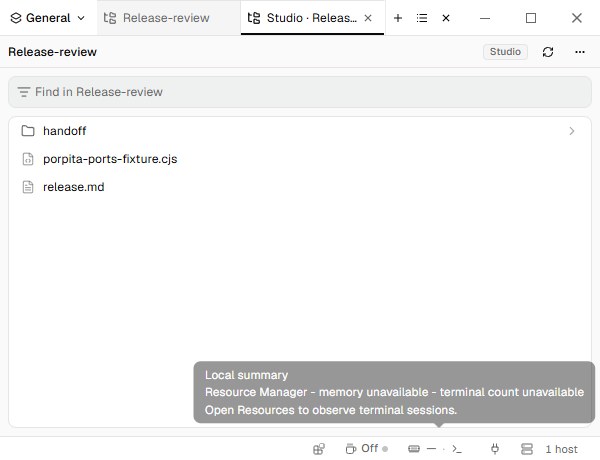 General
Release-review
Studio · Releas...
Release-review
Studio
Find in Release-review
handoff
porpita-ports-fixture.cjs
release.md
Local summary
Resource Manager - memory unavailable - terminal count unavailable
Open Resources to observe terminal sessions.
Off
1 host